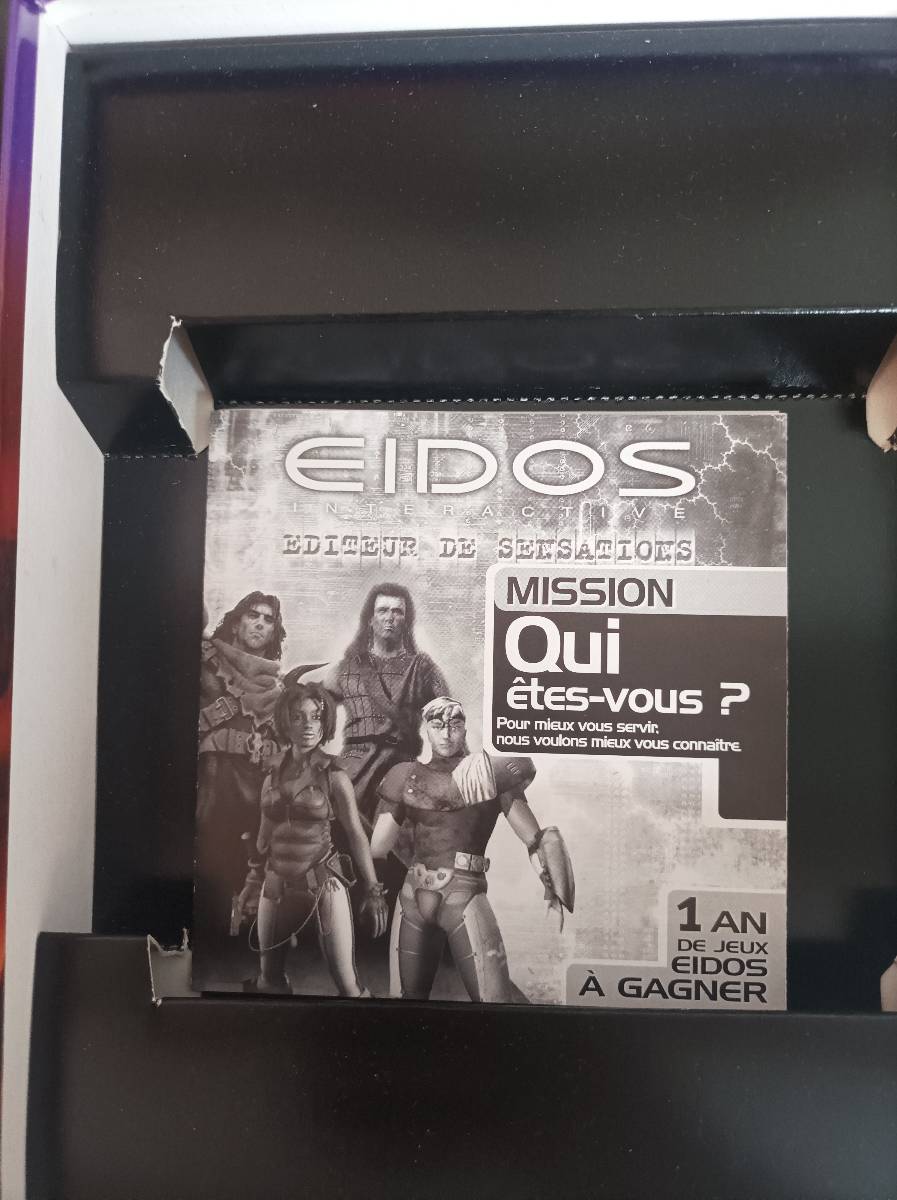 EIDOS
INTERACTIVE
EDITEUR DE SENSATIONS
MISSION
Qui
êtes-vous ?
Pour mieux vous servir,
nous voulons mieux vous connaître
1 AN
DE JEUX
EIDOS
À GAGNER